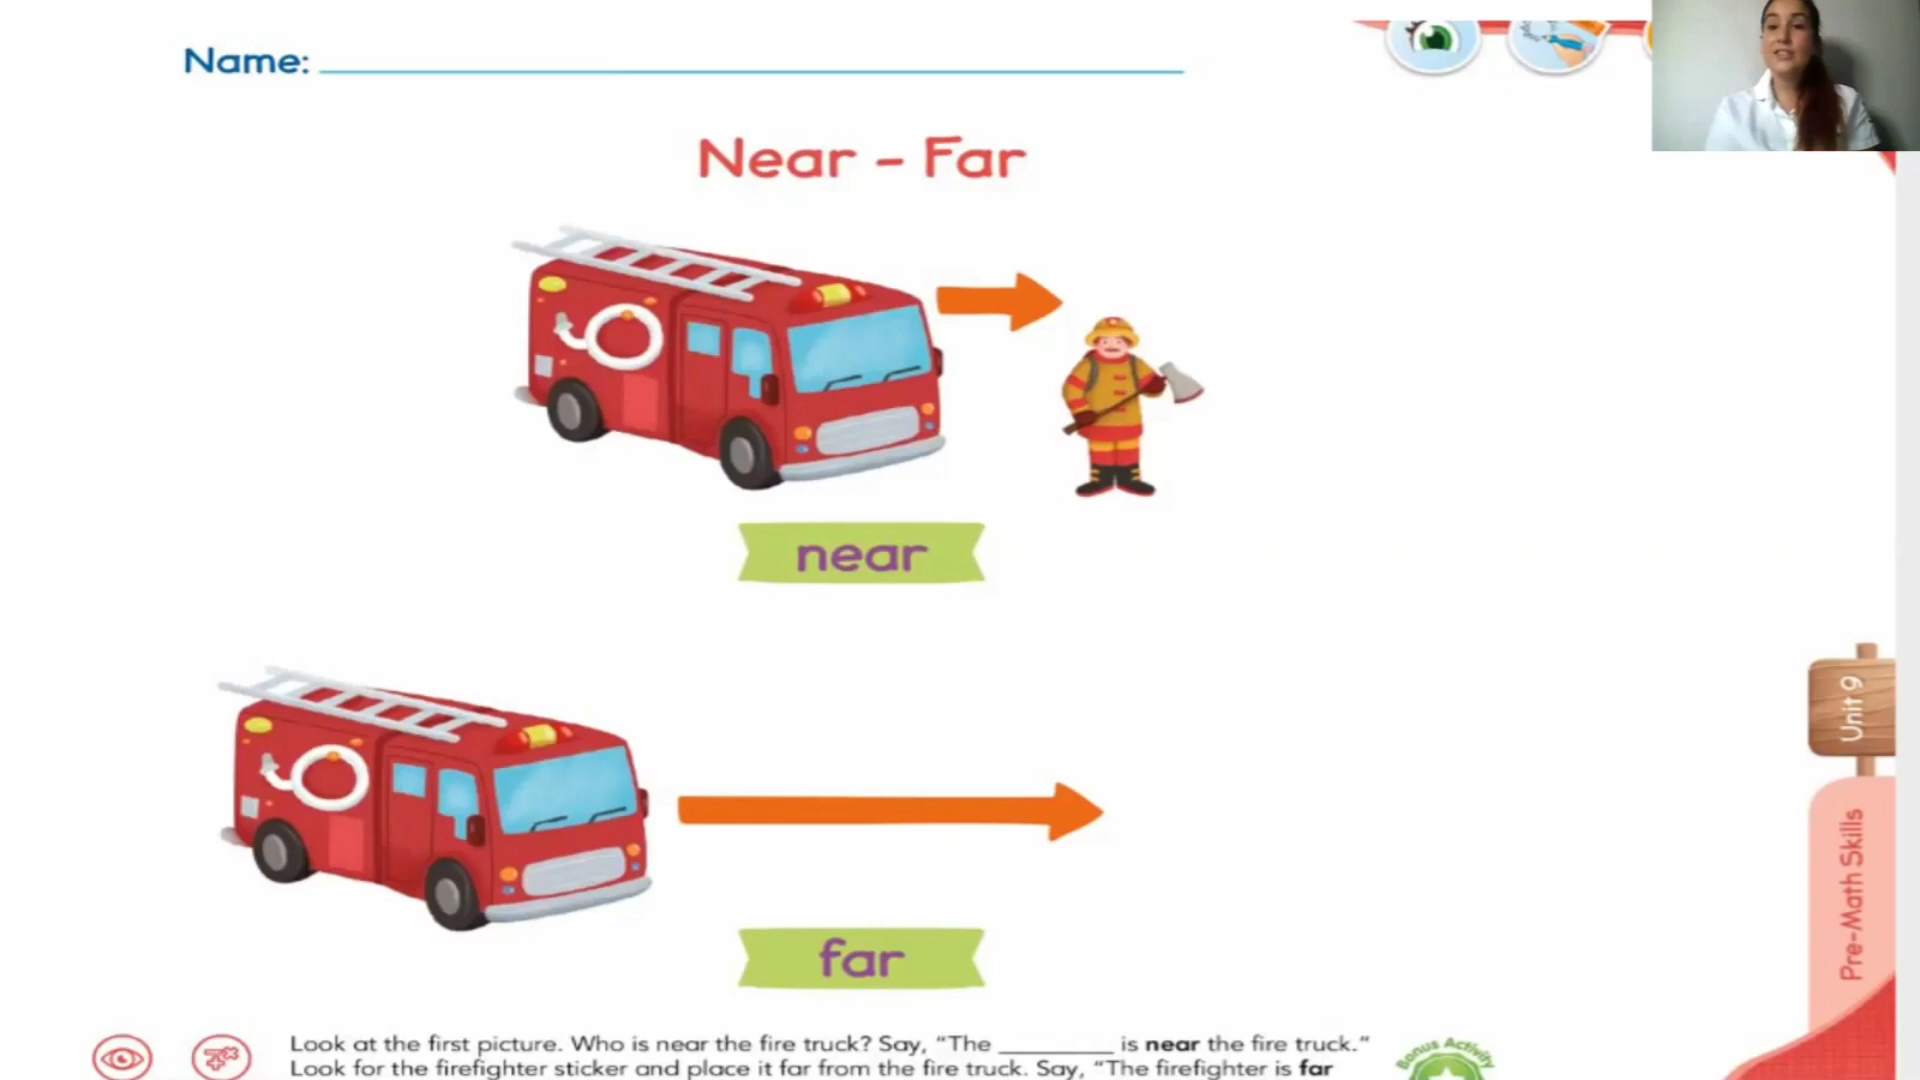 Name:
Near - Far
near
far
Unit 9
Pre-Math Skills
Look at the first picture. Who is near the fire truck? Say, “The ________ is near the fire truck.”
Look for the firefighter sticker and place it far from the fire truck. Say, “The firefighter is far
Bonus Activity